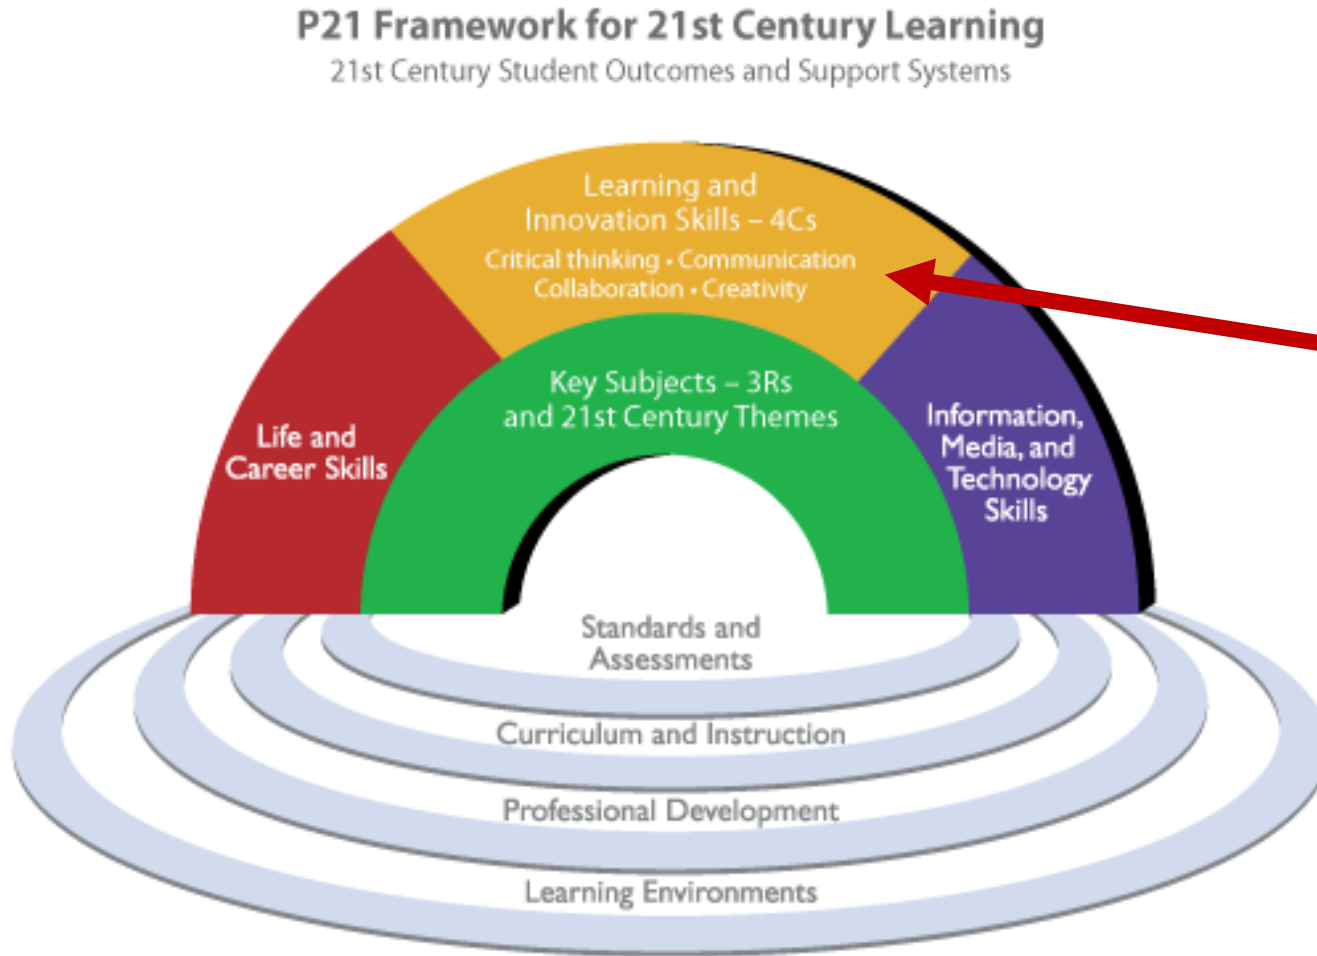 P21 Framework for 21st Century Learning
21st Century Student Outcomes and Support Systems
Learning and
Innovation Skills – 4Cs
Critical thinking • Communication
Collaboration • Creativity
Key Subjects – 3Rs
and 21st Century Themes
Life and
Career Skills
Information,
Media, and
Technology
Skills
Standards and
Assessments
Curriculum and Instruction
Professional Development
Learning Environments